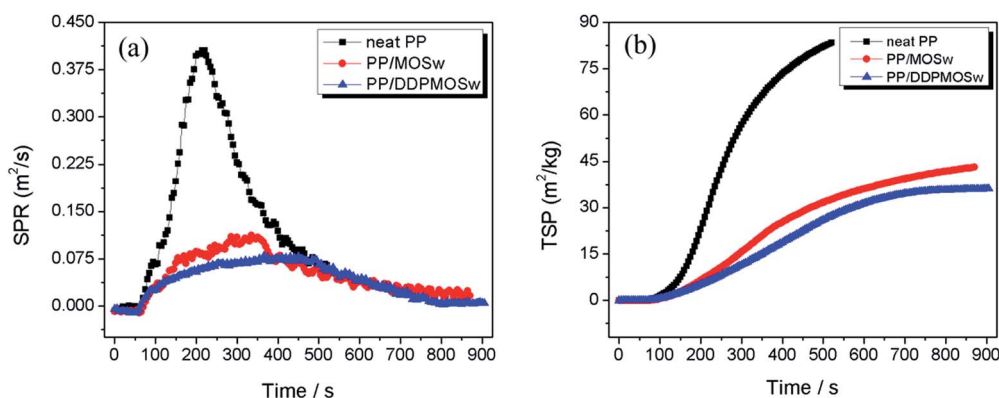 (a)
neat PP
PP/MOSw
PP/DDPMOSw
SPR (m²/s)
0.450
0.375
0.300
0.225
0.150
0.075
0.000
0 100 200 300 400 500 600 700 800 900
Time / s
(b)
neat PP
PP/MOSw
PP/DDPMOSw
TSP (m²/kg)
90
75
60
45
30
15
0
0 100 200 300 400 500 600 700 800 900
Time / s